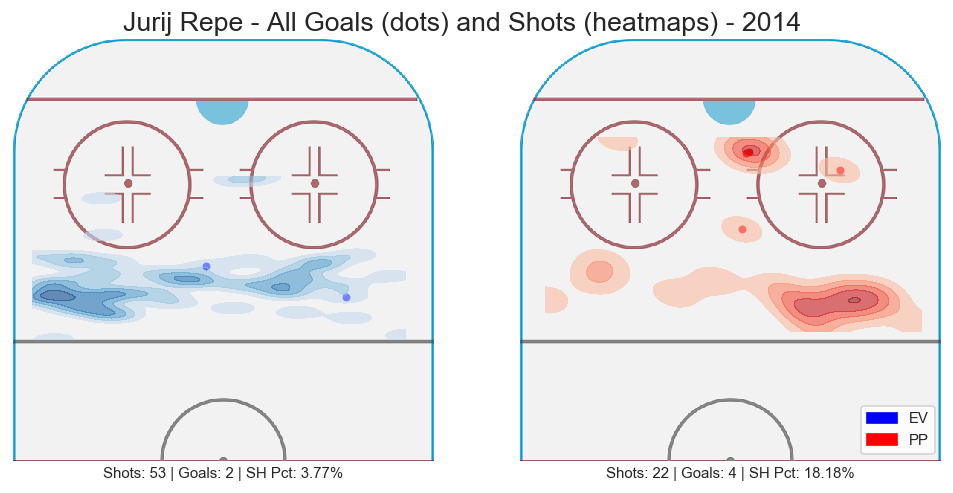 Jurij Repe - All Goals (dots) and Shots (heatmaps) - 2014
EV
PP
Shots: 53 | Goals: 2 | SH Pct: 3.77%
Shots: 22 | Goals: 4 | SH Pct: 18.18%